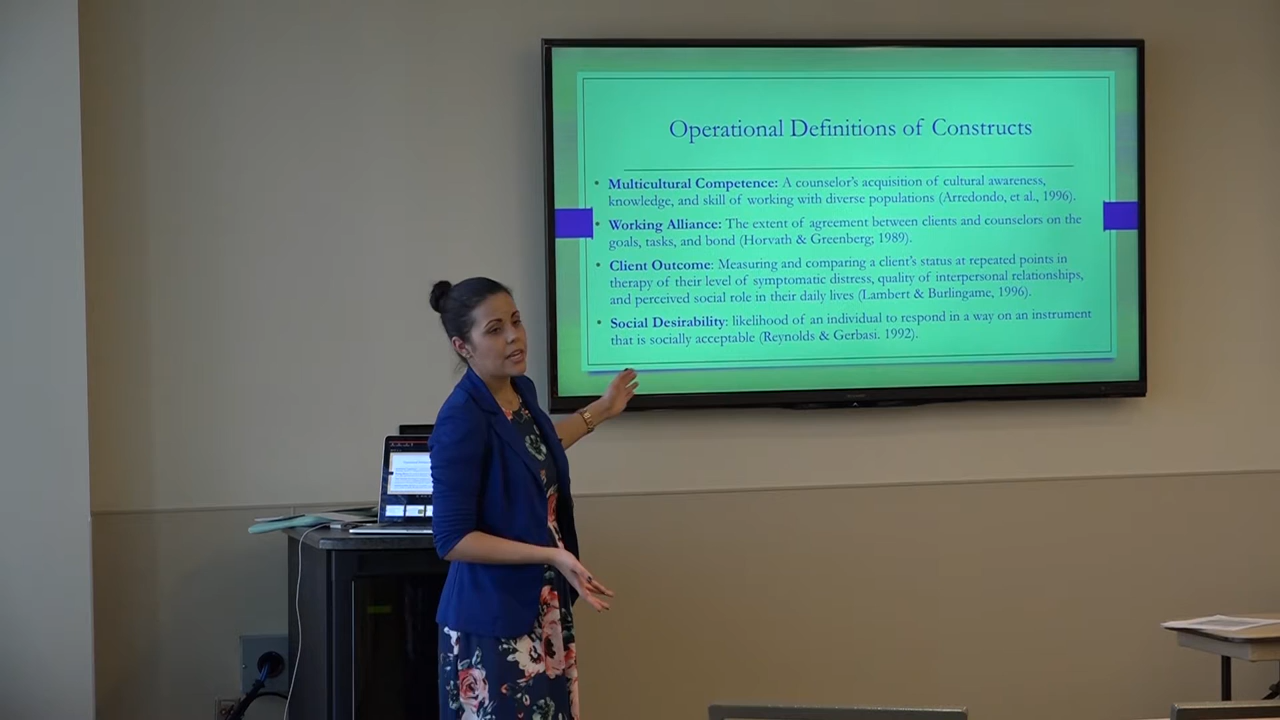 Operational Definitions of Constructs
• Multicultural Competence: A counselor's acquisition of cultural awareness,
knowledge, and skill of working with diverse populations (Arredondo, et al., 1996).
• Working Alliance: The extent of agreement between clients and counselors on the
goals, tasks, and bond (Horvath & Greenberg; 1989).
• Client Outcome: Measuring and comparing a client's status at repeated points in
therapy of their level of symptomatic distress, quality of interpersonal relationships,
and perceived social role in their daily lives (Lambert & Burlingame, 1996).
• Social Desirability: likelihood of an individual to respond in a way on an instrument
that is socially acceptable (Reynolds & Gerbasi. 1992).